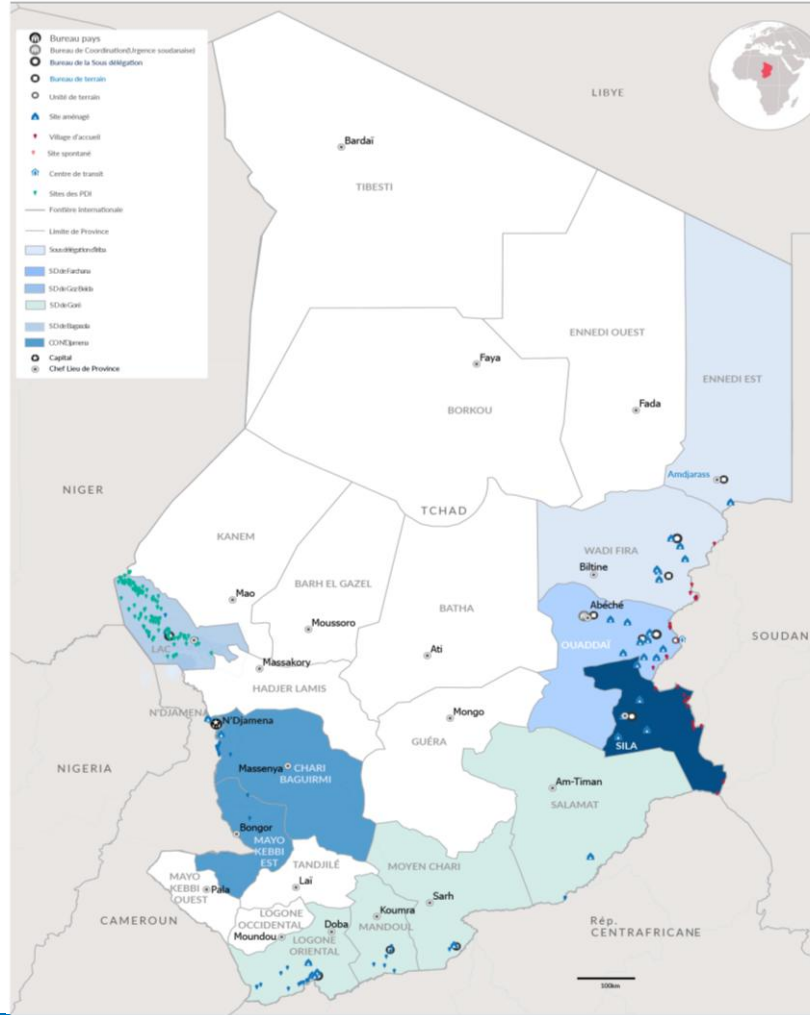 Bureau pays
Bureau de Coordination(Urgence soudanaise)
Bureau de la Sous délégation
Bureau de terrain
Unité de terrain
Site aménagé
Village d'accueil
Site spontané
Centre de transit
Sites des PDI
Fontière Internationale
Limite de Province
Sous délégation d'Iriba
S D de Farchana
S D de Goz Beida
S D de Goré
S D de Bagasola
CO N'Djamena
Capital
Chef Lieu de Province
LIBYE
Bardaï
TIBESTI
ENNEDI OUEST
Faya
ENNEDI EST
Fada
BORKOU
Amdjarass
NIGER
TCHAD
KANEM
WADI FIRA
BARH EL GAZEL
Biltine
Mao
BATHA
Abéché
Moussoro
SOUDAN
OUADDAÏ
LAC
Ati
Massakory
HADJER LAMIS
N'DJAMENA
N'Djamena
Mongo
GUÉRA
SILA
NIGERIA
Massenya
CHARI
BAGUIRMI
Am-Timan
SALAMAT
Bongor
MAYO
KEBBI
EST
TANDJILÉ
MOYEN CHARI
MAYO
KEBBI
OUEST
Pala
Laï
Sarh
CAMEROUN
LOGONE
OCCIDENTAL
Koumra
MANDOUL
Rép.
CENTRAFRICAINE
Doba
Moundou
LOGONE
ORIENTAL
100km